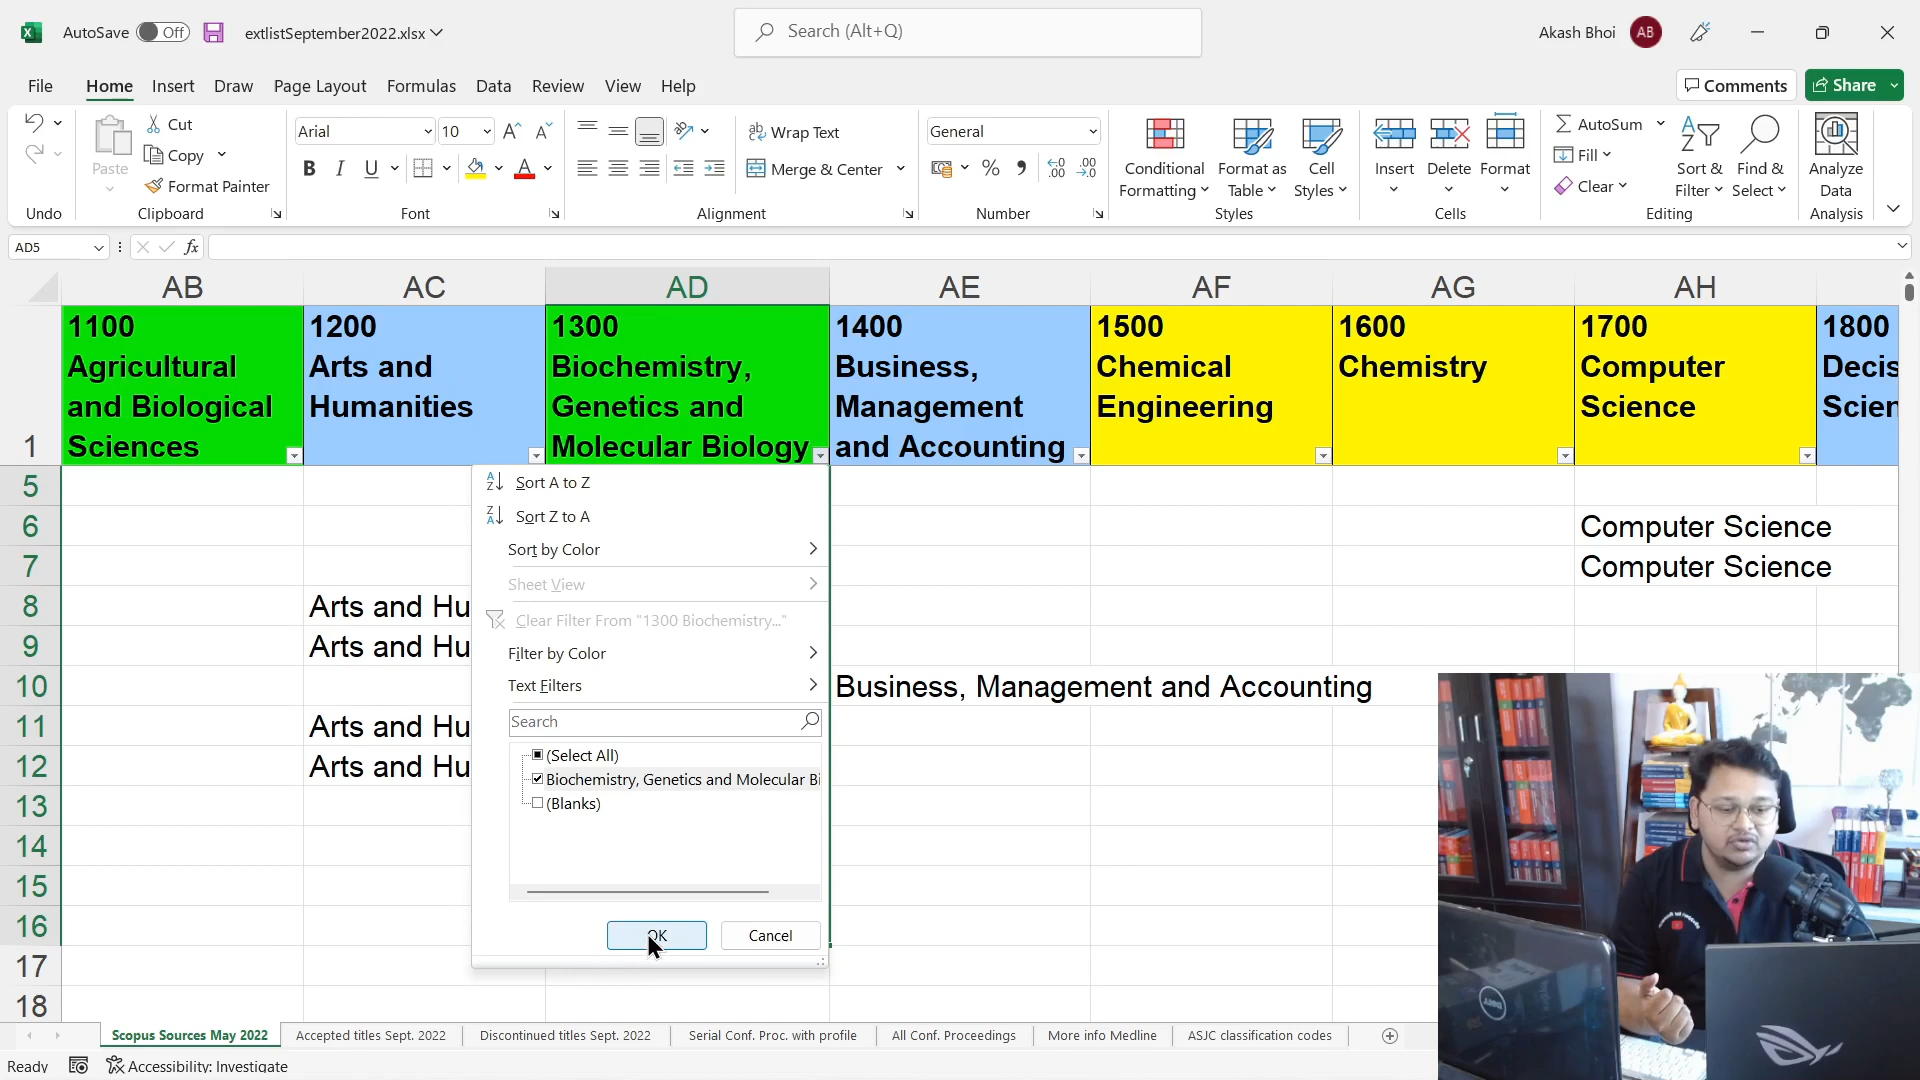 AutoSave Off extlistSeptember2022.xlsx Search (Alt+Q) Akash Bhoi AB
File Home Insert Draw Page Layout Formulas Data Review View Help Comments Share
Cut Copy Format Painter Paste
Arial 10
B I U A
Wrap Text
Merge & Center
General
Conditional Formatting
Format as Table
Cell Styles
Insert Delete Format
AutoSum Fill Clear
Sort & Filter
Find & Select
Analyze Data
Undo Clipboard Font Alignment Number Styles Cells Editing Analysis
AD5 fx
AB AC AD AE AF AG AH
1
1100
Agricultural
and Biological
Sciences
1200
Arts and
Humanities
1300
Biochemistry,
Genetics and
Molecular Biology
1400
Business,
Management
and Accounting
1500
Chemical
Engineering
1600
Chemistry
1700
Computer
Science
1800
Decis
Scien
5
6 Computer Science
7 Computer Science
8 Arts and Hu
9 Arts and Hu
10 Business, Management and Accounting
11 Arts and Hu
12 Arts and Hu
13
14
15
16
17
18
Sort A to Z
Sort Z to A
Sort by Color
Sheet View
Clear Filter From "1300 Biochemistry..."
Filter by Color
Text Filters
Search
(Select All)
Biochemistry, Genetics and Molecular Bi
(Blanks)
OK Cancel
Scopus Sources May 2022 Accepted titles Sept. 2022 Discontinued titles Sept. 2022 Serial Conf. Proc. with profile All Conf. Proceedings More info Medline ASJC classification codes
Ready Accessibility: Investigate
DELL